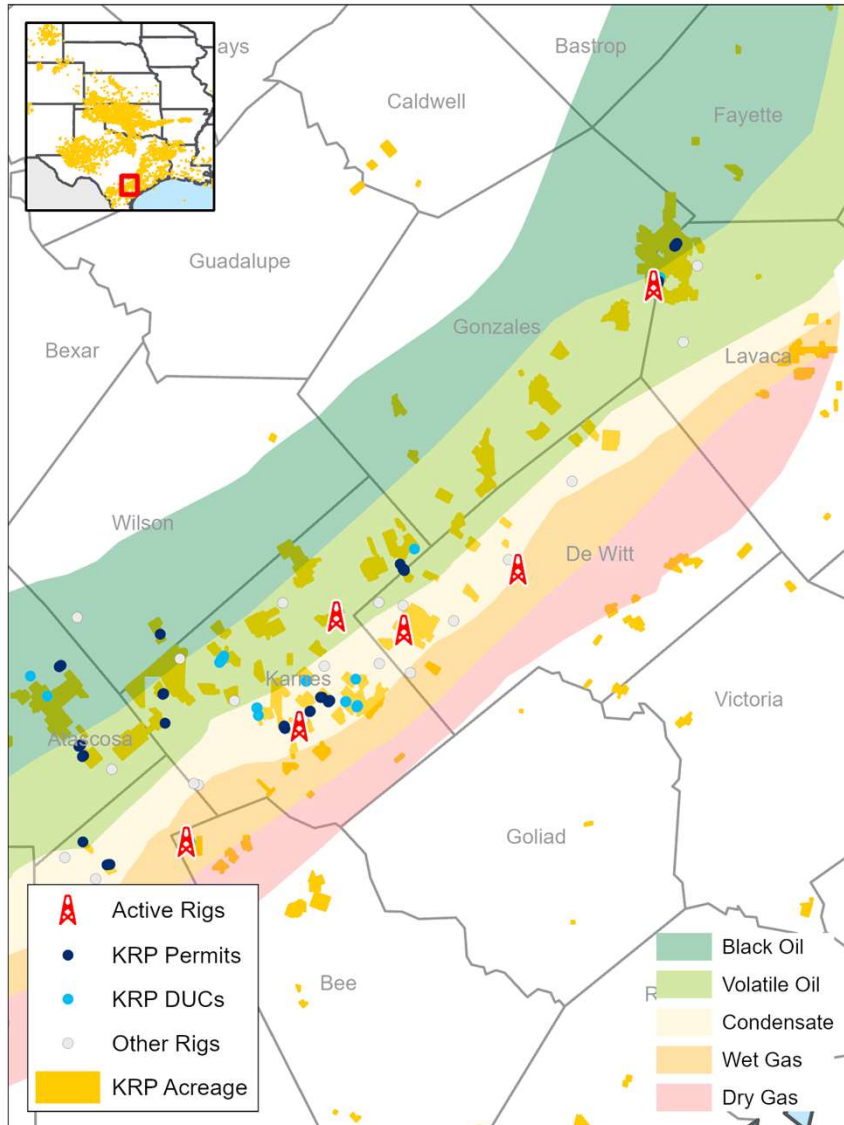 ays
Bastrop
Caldwell
Fayette
Guadalupe
Gonzales
Bexar
Lavaca
Wilson
De Witt
Karnes
Victoria
Atascosa
Goliad
Active Rigs
KRP Permits
KRP DUCs
Other Rigs
KRP Acreage
Bee
R
Black Oil
Volatile Oil
Condensate
Wet Gas
Dry Gas